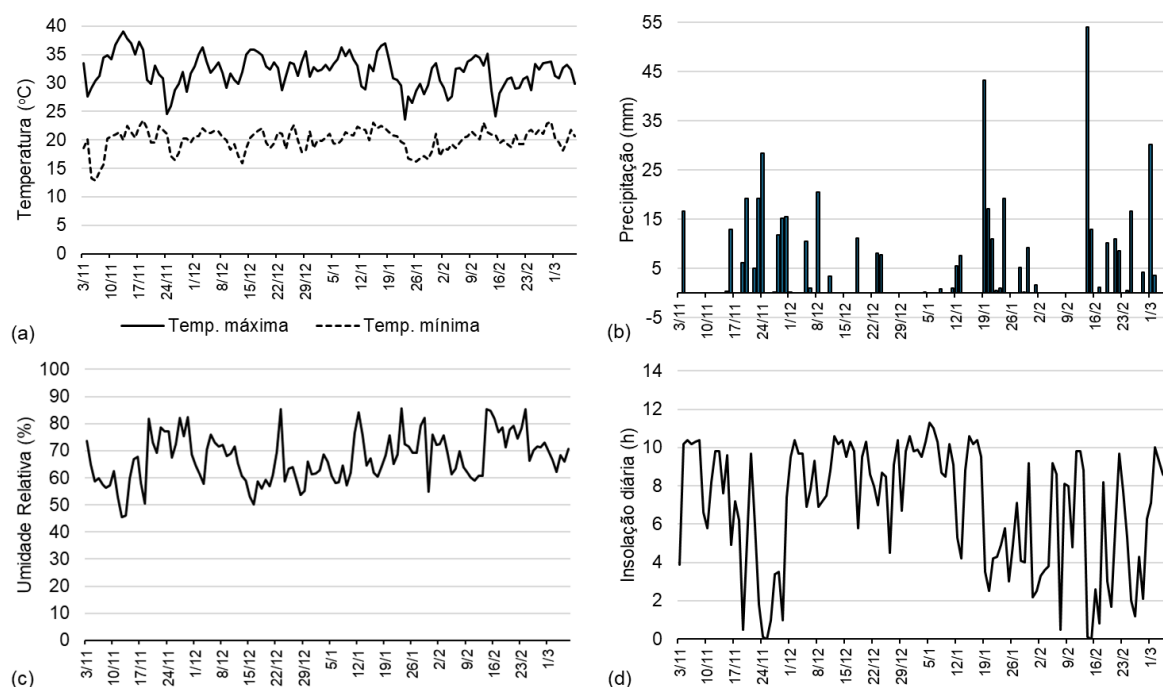 40
35
30
25
20
15
10
5
0
Temperatura (°C)
3/11 10/11 17/11 24/11 1/12 8/12 15/12 22/12 29/12 5/1 12/1 19/1 26/1 2/2 9/2 16/2 23/2 1/3
(a) Temp. máxima Temp. mínima
55
45
35
25
15
5
-5
Precipitação (mm)
3/11 10/11 17/11 24/11 1/12 8/12 15/12 22/12 29/12 5/1 12/1 19/1 26/1 2/2 9/2 16/2 23/2 1/3
(b)
100
90
80
70
60
50
40
30
20
10
0
Umidade Relativa (%)
3/11 10/11 17/11 24/11 1/12 8/12 15/12 22/12 29/12 5/1 12/1 19/1 26/1 2/2 9/2 16/2 23/2 1/3
(c)
14
12
10
8
6
4
2
0
Insolação diária (h)
3/11 10/11 17/11 24/11 1/12 8/12 15/12 22/12 29/12 5/1 12/1 19/1 26/1 2/2 9/2 16/2 23/2 1/3
(d)